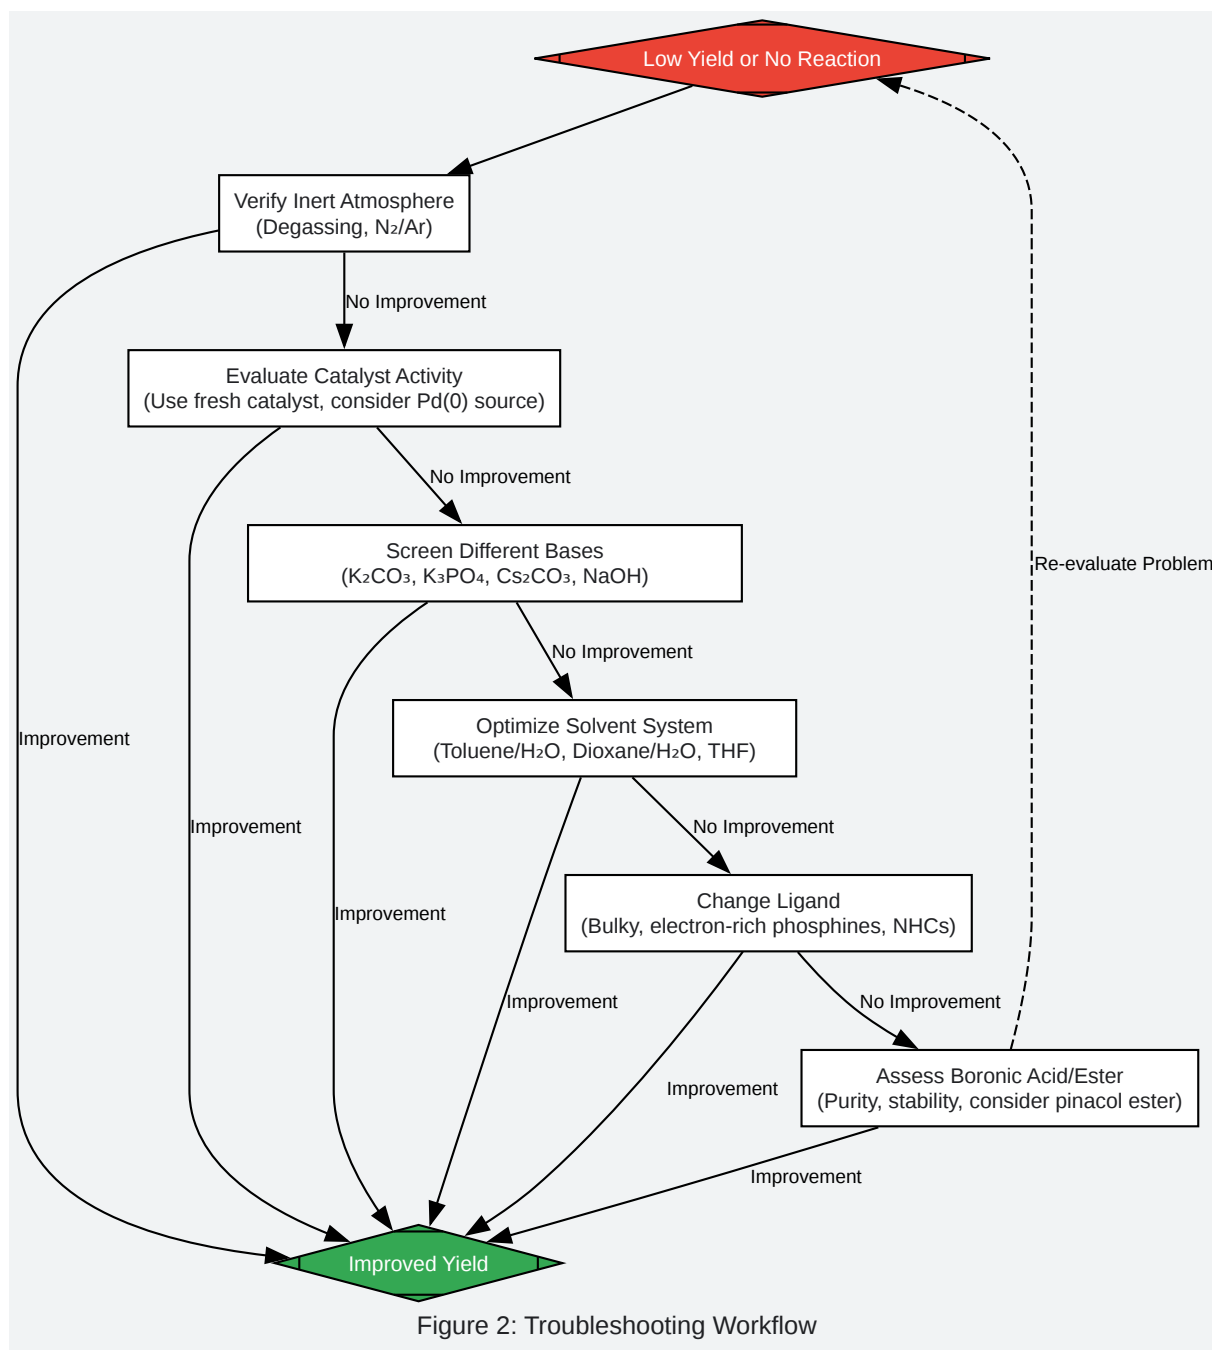 Low Yield or No Reaction
Verify Inert Atmosphere
(Degassing, N₂/Ar)
No Improvement
Evaluate Catalyst Activity
(Use fresh catalyst, consider Pd(0) source)
No Improvement
Screen Different Bases
(K₂CO₃, K₃PO₄, Cs₂CO₃, NaOH)
Re-evaluate Problem
No Improvement
Optimize Solvent System
(Toluene/H₂O, Dioxane/H₂O, THF)
Improvement
Improvement
No Improvement
Change Ligand
(Bulky, electron-rich phosphines, NHCs)
Improvement
Improvement
No Improvement
Assess Boronic Acid/Ester
(Purity, stability, consider pinacol ester)
Improvement
Improvement
Improved Yield
Figure 2: Troubleshooting Workflow